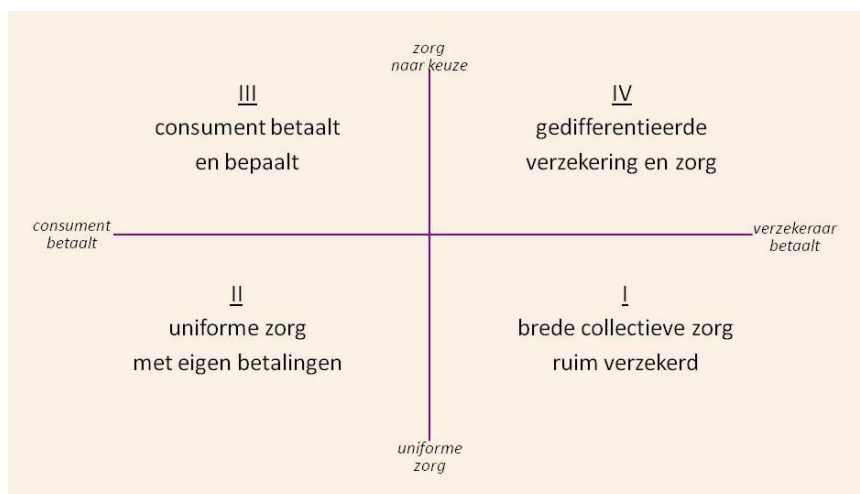 zorg
naar keuze
III
consument betaalt
en bepaalt
IV
gedifferentieerde
verzekering en zorg
consument
betaalt
verzekeraar
betaalt
II
uniforme zorg
met eigen betalingen
I
brede collectieve zorg
ruim verzekerd
uniforme
zorg